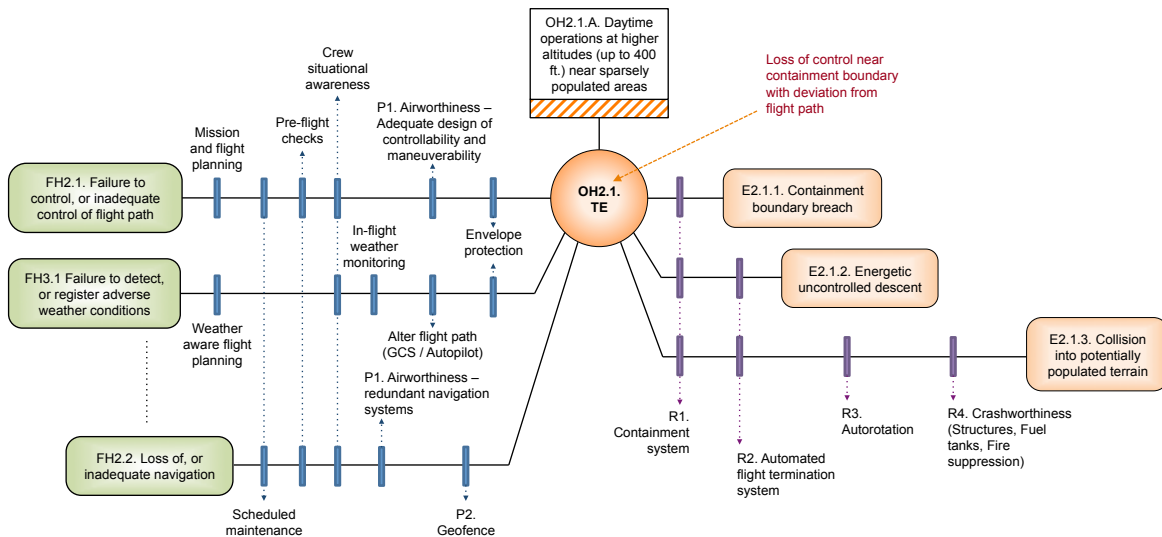 OH2.1.A. Daytime
operations at higher
altitudes (up to 400
ft.) near sparsely
populated areas
Loss of control near
containment boundary
with deviation from
flight path
Crew
situational
awareness
P1. Airworthiness –
Adequate design of
controllability and
maneuverability
Pre-flight
checks
Mission
and flight
planning
FH2.1. Failure to
control, or inadequate
control of flight path
OH2.1.
TE
E2.1.1. Containment
boundary breach
In-flight
weather
monitoring
Envelope
protection
FH3.1 Failure to detect,
or register adverse
weather conditions
E2.1.2. Energetic
uncontrolled descent
Weather
aware flight
planning
Alter flight path
(GCS / Autopilot)
E2.1.3. Collision
into potentially
populated terrain
P1. Airworthiness –
redundant navigation
systems
R1.
Containment
system
R2. Automated
flight termination
system
R3.
Autorotation
R4. Crashworthiness
(Structures, Fuel
tanks, Fire
suppression)
FH2.2. Loss of, or
inadequate navigation
Scheduled
maintenance
P2.
Geofence